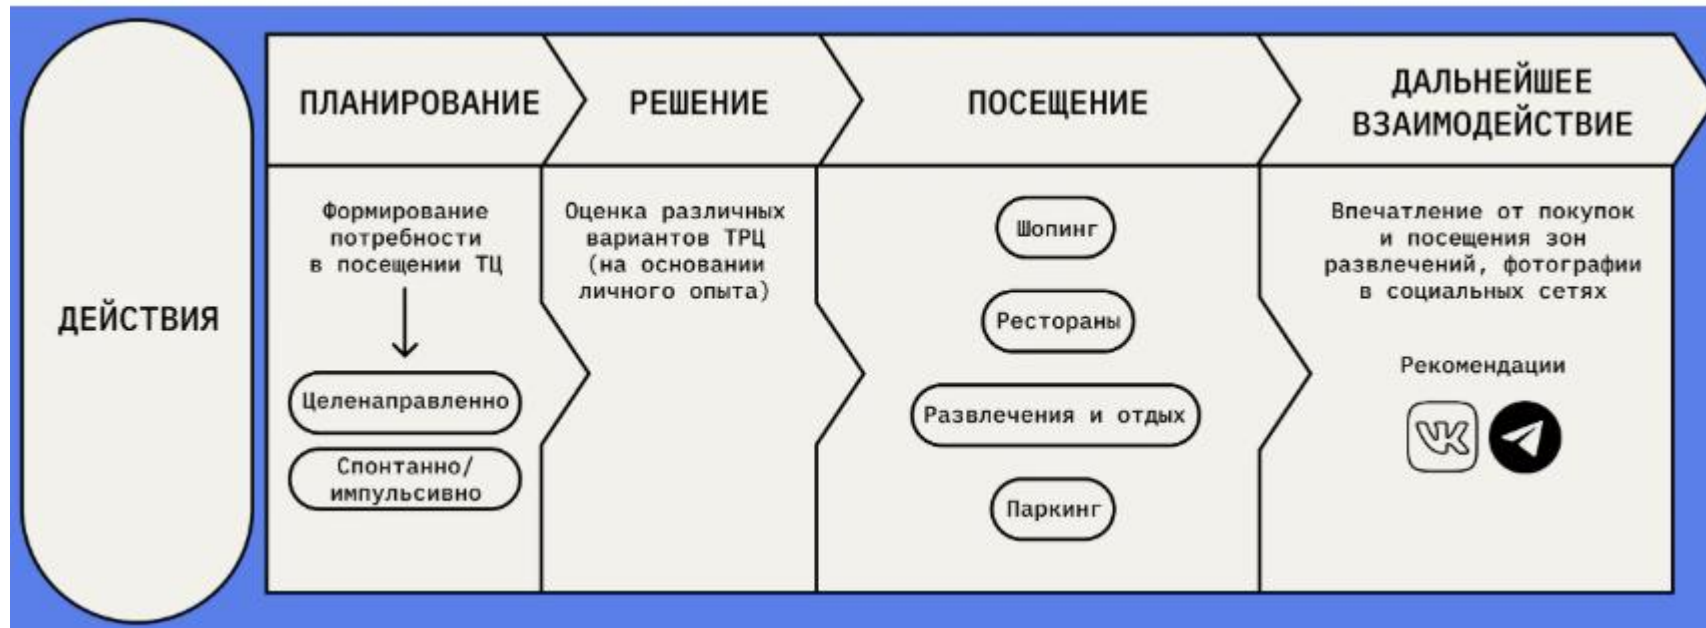 ДЕЙСТВИЯ
ПЛАНИРОВАНИЕ
Формирование
потребности
в посещении ТЦ
Целенаправленно
Спонтанно/
импульсивно
РЕШЕНИЕ
Оценка различных
вариантов ТРЦ
(на основании
личного опыта)
ПОСЕЩЕНИЕ
Шопинг
Рестораны
Развлечения и отдых
Паркинг
ДАЛЬНЕЙШЕЕ
ВЗАИМОДЕЙСТВИЕ
Впечатление от покупок
и посещения зон
развлечений, фотографии
в социальных сетях
Рекомендации
VK